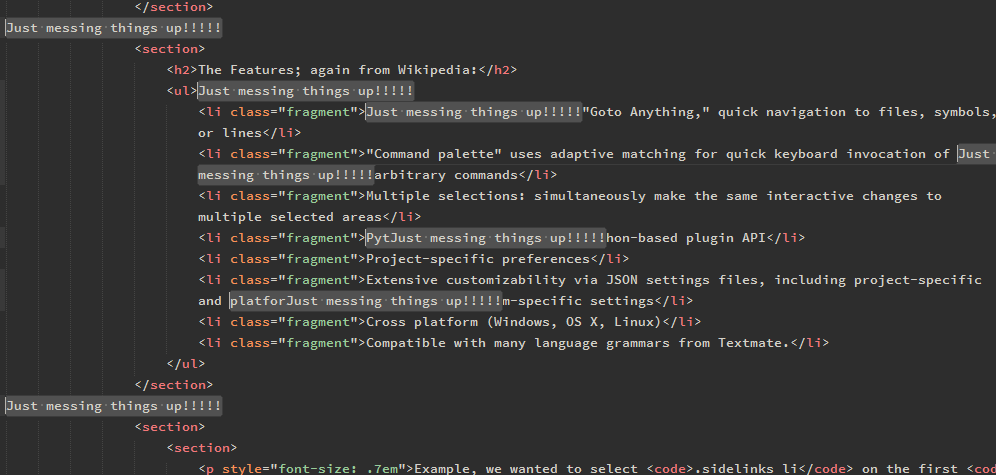 </section>
Just messing things up!!!!!
<section>
<h2>The Features; again from Wikipedia:</h2>
<ul>Just messing things up!!!!!
<li class="fragment">Just messing things up!!!!!"Goto Anything," quick navigation to files, symbols,
or lines</li>
<li class="fragment">"Command palette" uses adaptive matching for quick keyboard invocation of Just
messing things up!!!!!arbitrary commands</li>
<li class="fragment">Multiple selections: simultaneously make the same interactive changes to
multiple selected areas</li>
<li class="fragment">PytJust messing things up!!!!!hon-based plugin API</li>
<li class="fragment">Project-specific preferences</li>
<li class="fragment">Extensive customizability via JSON settings files, including project-specific
and platforJust messing things up!!!!!m-specific settings</li>
<li class="fragment">Cross platform (Windows, OS X, Linux)</li>
<li class="fragment">Compatible with many language grammars from Textmate.</li>
</ul>
</section>
Just messing things up!!!!!
<section>
<section>
<p style="font-size: .7em">Example, we wanted to select <code>.sidelinks li</code> on the first <cod